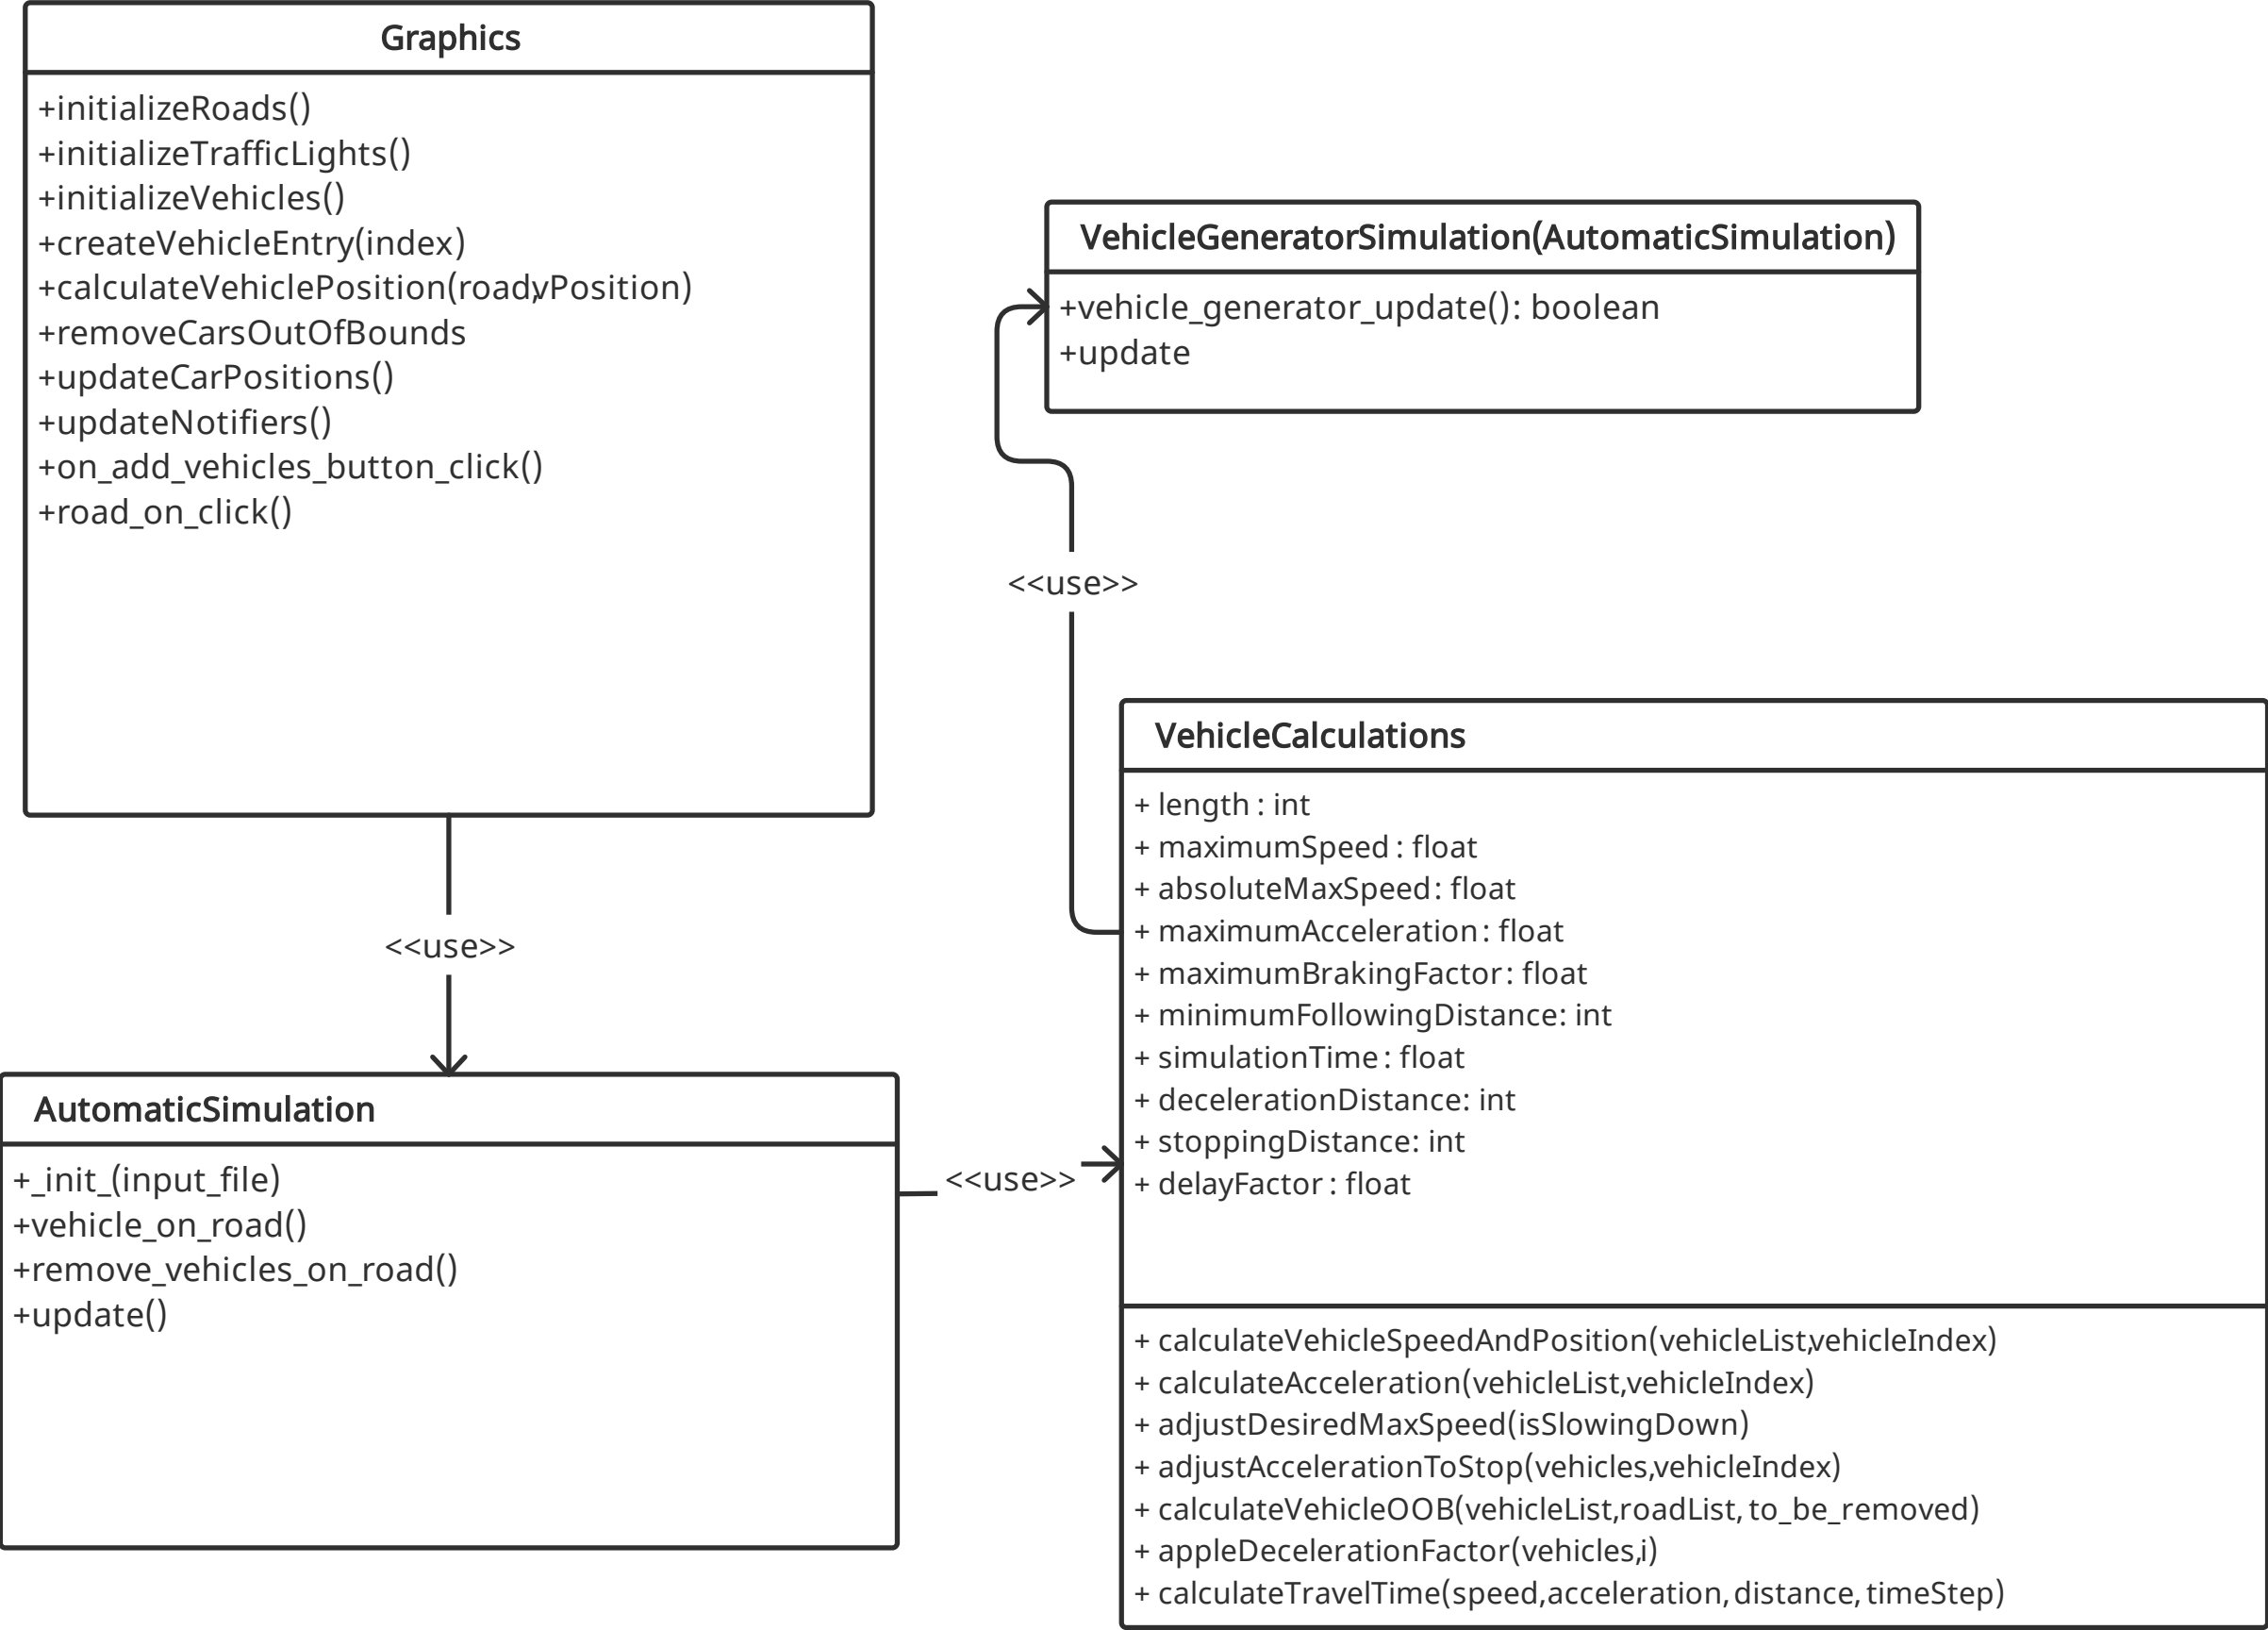 Graphics
+initializeRoads()
+initializeTrafficLights()
+initializeVehicles()
+createVehicleEntry(index)
+calculateVehiclePosition(road,vPosition)
+removeCarsOutOfBounds
+updateCarPositions()
+updateNotifiers()
+on_add_vehicles_button_click()
+road_on_click()
VehicleGeneratorSimulation(AutomaticSimulation)
+vehicle_generator_update(): boolean
+update
<<use>>
<<use>>
AutomaticSimulation
+_init_(input_file)
+vehicle_on_road()
+remove_vehicles_on_road()
+update()
<<use>>
VehicleCalculations
+ length : int
+ maximumSpeed : float
+ absoluteMaxSpeed : float
+ maximumAcceleration : float
+ maximumBrakingFactor : float
+ minimumFollowingDistance: int
+ simulationTime : float
+ decelerationDistance: int
+ stoppingDistance: int
+ delayFactor : float
+ calculateVehicleSpeedAndPosition(vehicleList,vehicleIndex)
+ calculateAcceleration(vehicleList,vehicleIndex)
+ adjustDesiredMaxSpeed(isSlowingDown)
+ adjustAccelerationToStop(vehicles,vehicleIndex)
+ calculateVehicleOOB(vehicleList,roadList, to_be_removed)
+ appleDecelerationFactor(vehicles,i)
+ calculateTravelTime(speed,acceleration, distance, timeStep)